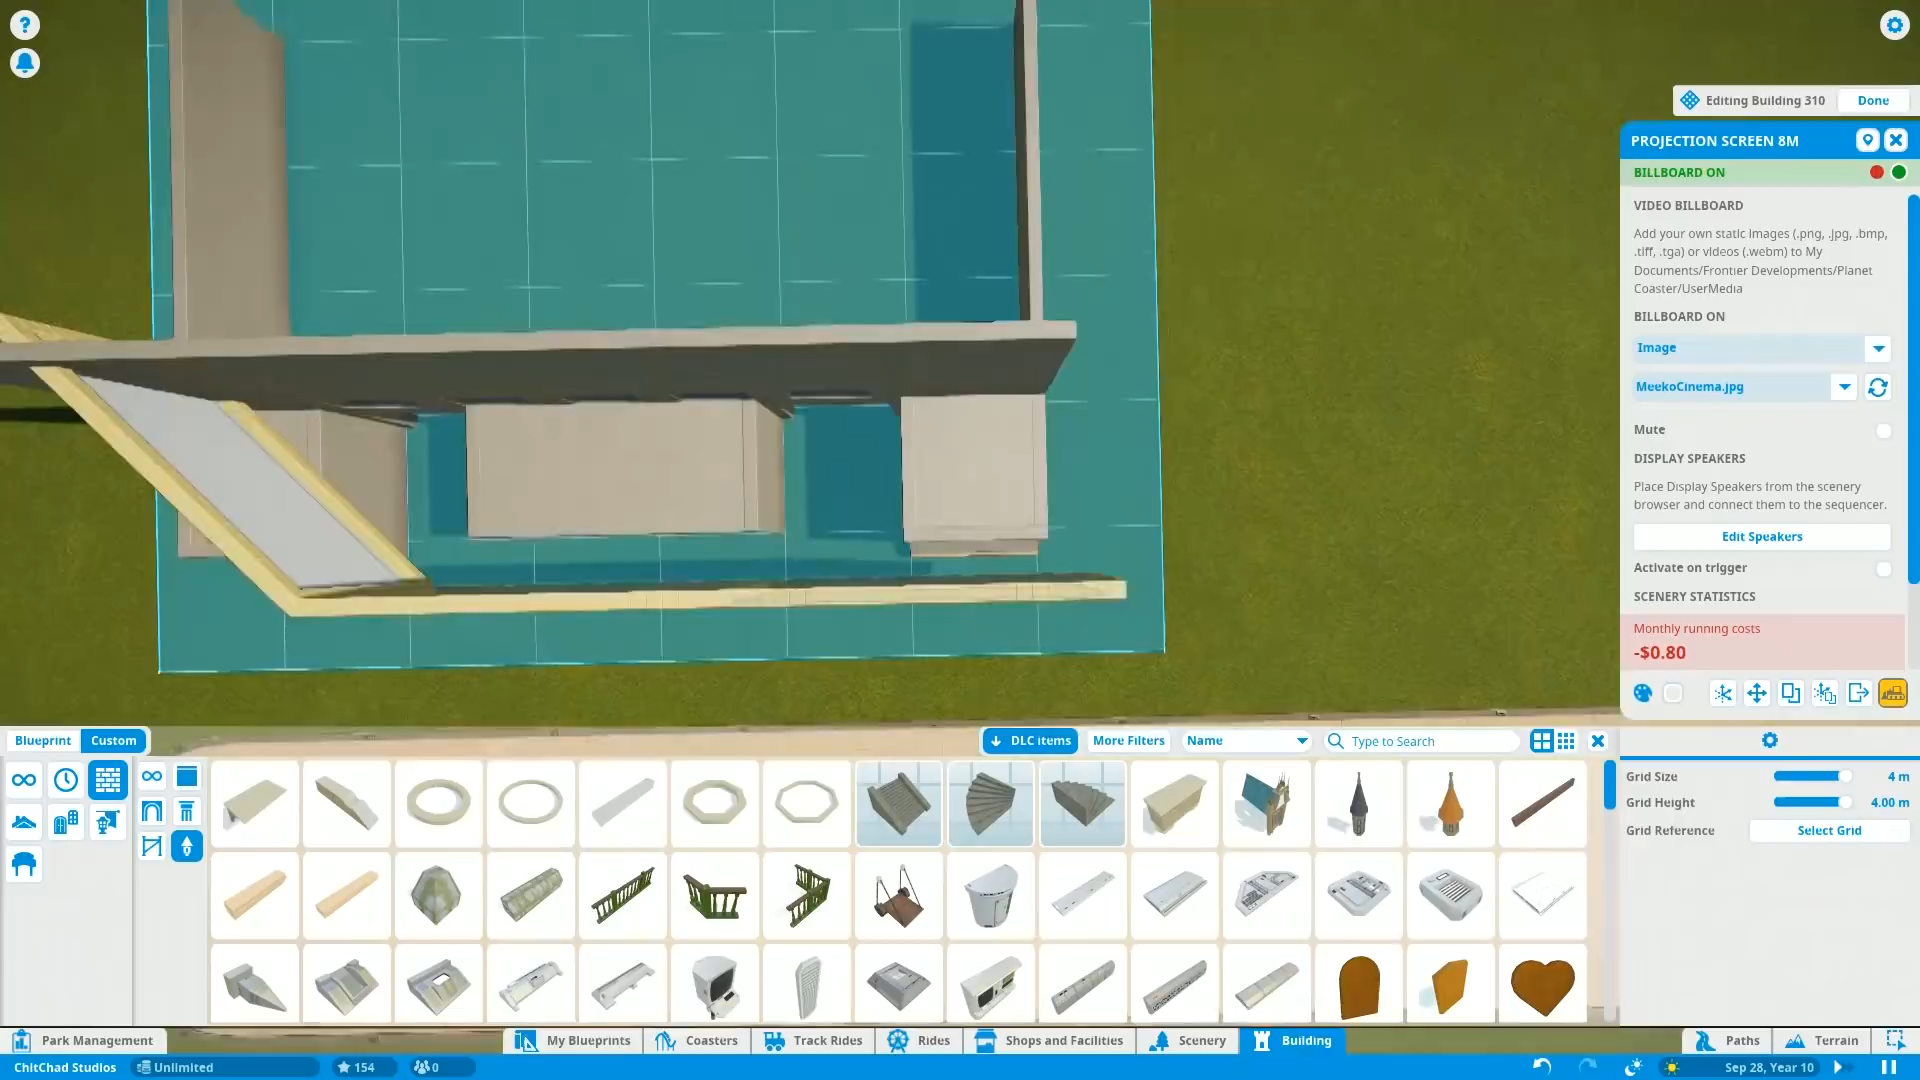 ?
Editing Building 310
Done
PROJECTION SCREEN 8M
BILLBOARD ON
VIDEO BILLBOARD
Add your own static images (.png, .jpg, .bmp,
.tiff, .tga) or videos (.webm) to My
Documents/Frontier Developments/Planet
Coaster/UserMedia
BILLBOARD ON
Image
MeekoCinema.jpg
Mute
DISPLAY SPEAKERS
Place Display Speakers from the scenery
browser and connect them to the sequencer.
Edit Speakers
Activate on trigger
SCENERY STATISTICS
Monthly running costs
-$0.80
Blueprint
Custom
DLC items
More Filters
Name
Type to Search
Grid Size
4 m
Grid Height
4.00 m
Grid Reference
Select Grid
Park Management
My Blueprints
Coasters
Track Rides
Rides
Shops and Facilities
Scenery
Building
Paths
Terrain
ChitChad Studios
Unlimited
154
0
Sep 28, Year 10